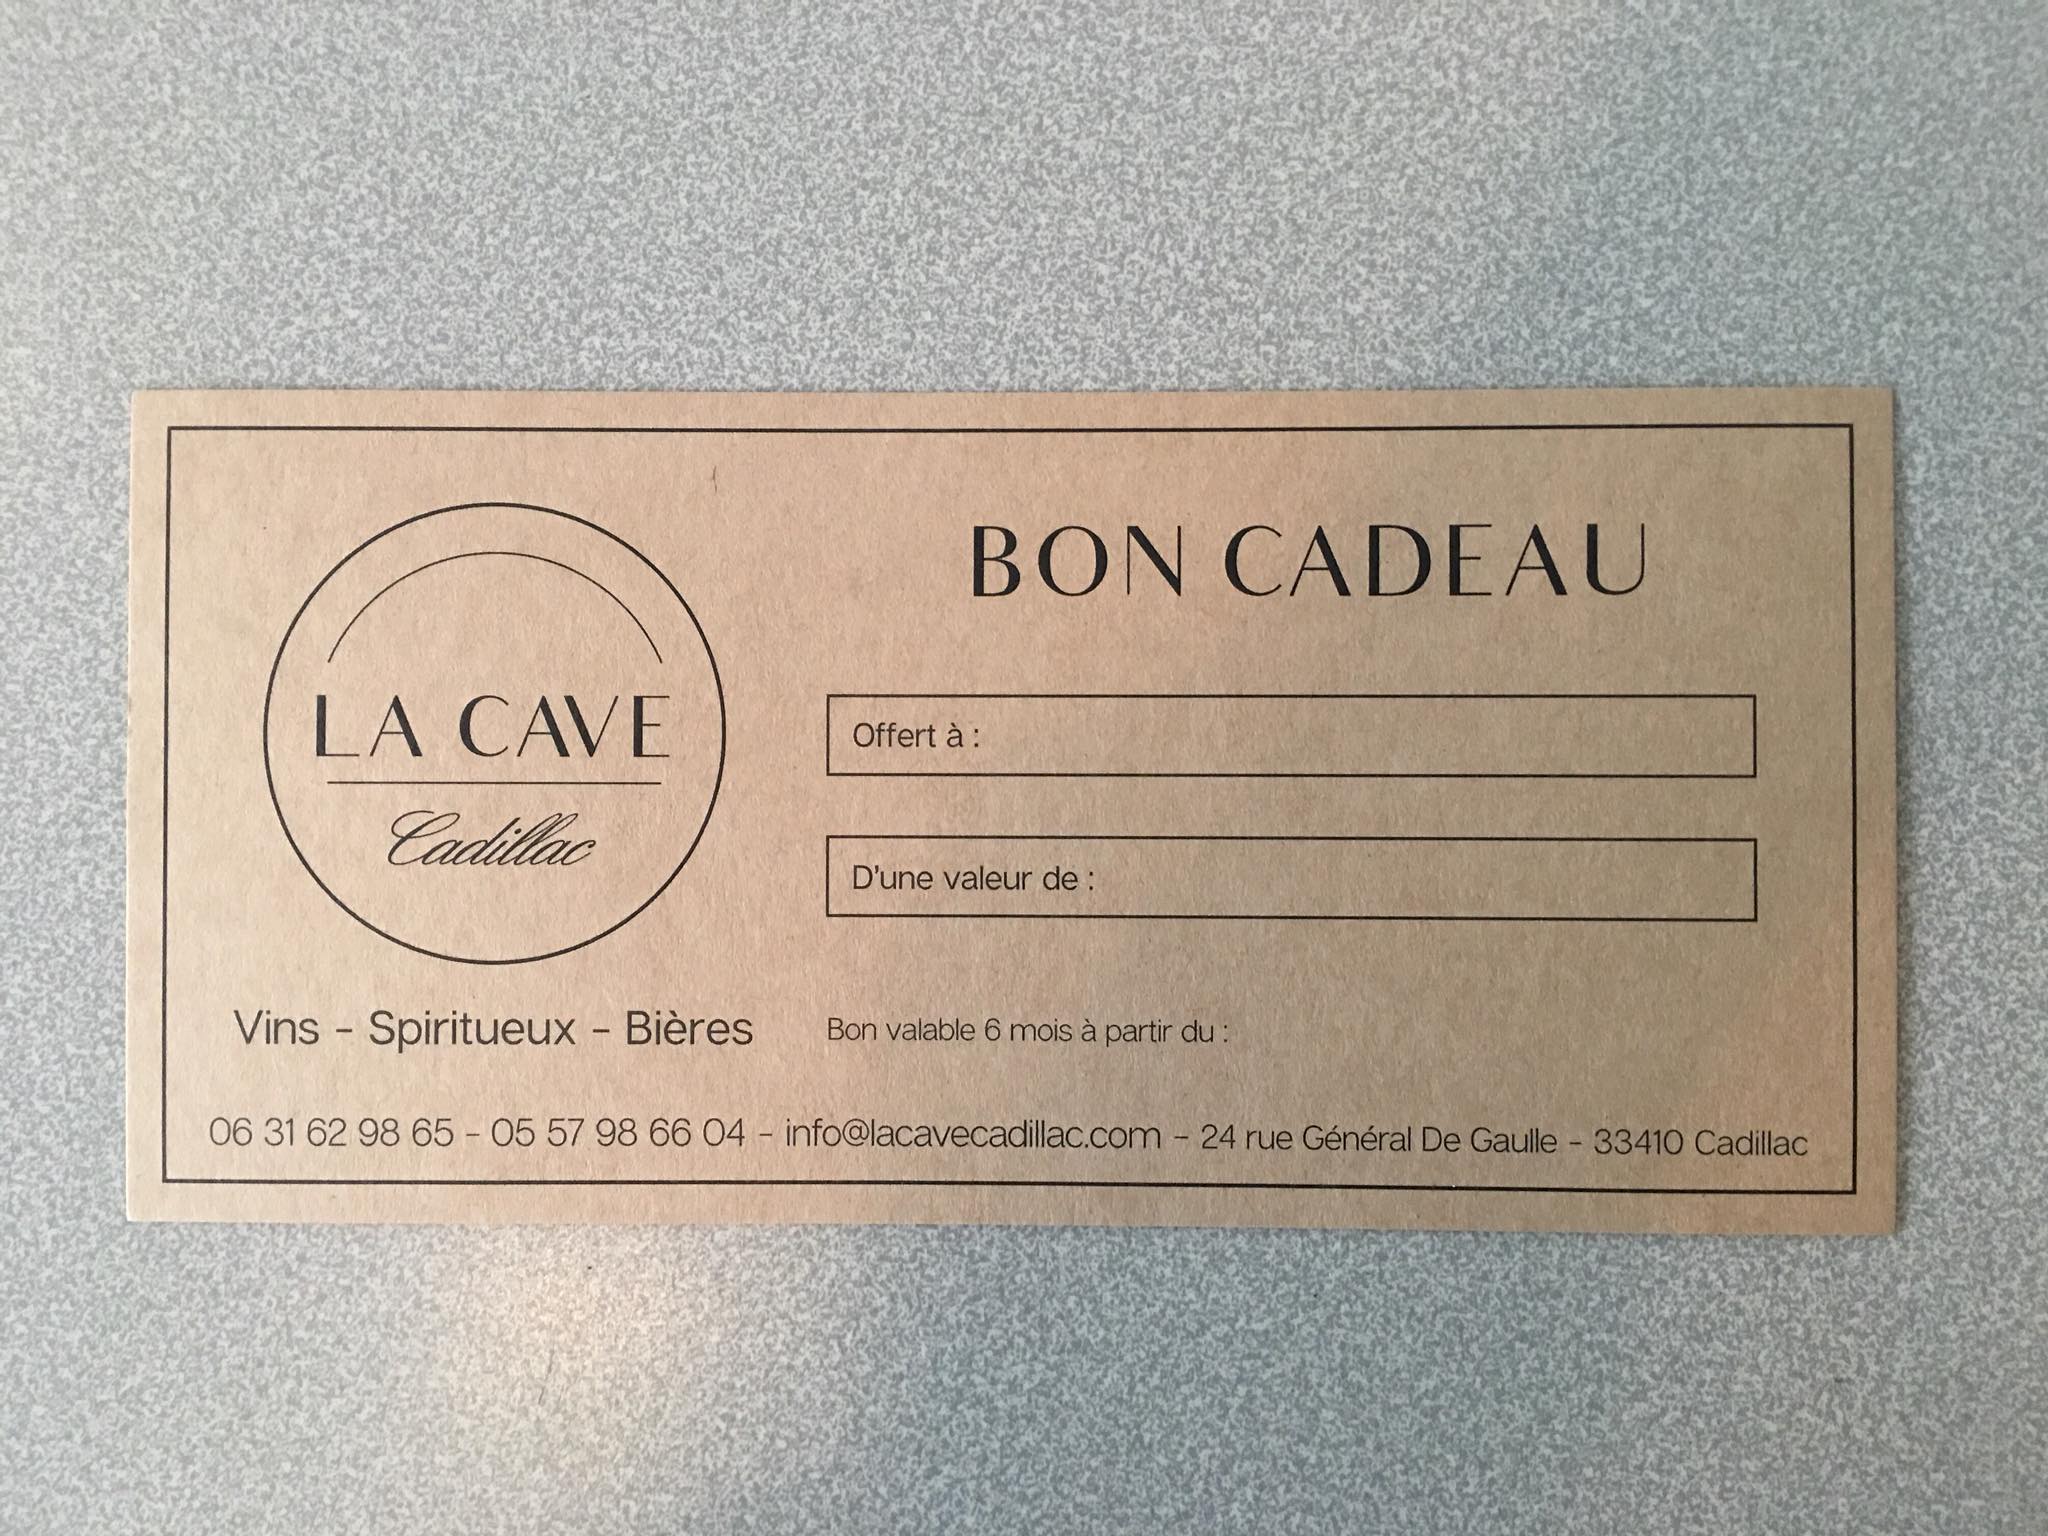 BON CADEAU
LA CAVE
Cadillac
Offert à :
D'une valeur de :
Vins - Spiritueux - Bières
Bon valable 6 mois à partir du :
06 31 62 98 65 - 05 57 98 66 04 - info@lacavecadillac.com - 24 rue Général De Gaulle - 33410 Cadillac